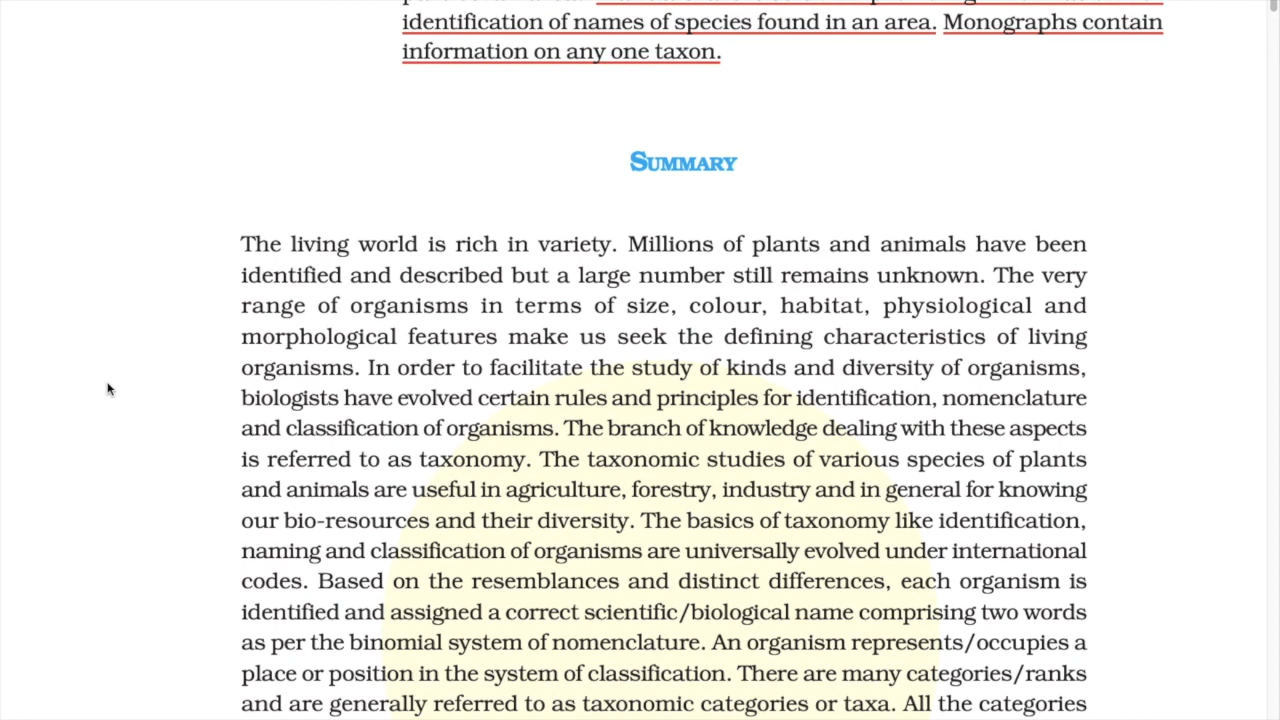 identification of names of species found in an area. Monographs contain
information on any one taxon.
SUMMARY
The living world is rich in variety. Millions of plants and animals have been
identified and described but a large number still remains unknown. The very
range of organisms in terms of size, colour, habitat, physiological and
morphological features make us seek the defining characteristics of living
organisms. In order to facilitate the study of kinds and diversity of organisms,
biologists have evolved certain rules and principles for identification, nomenclature
and classification of organisms. The branch of knowledge dealing with these aspects
is referred to as taxonomy. The taxonomic studies of various species of plants
and animals are useful in agriculture, forestry, industry and in general for knowing
our bio-resources and their diversity. The basics of taxonomy like identification,
naming and classification of organisms are universally evolved under international
codes. Based on the resemblances and distinct differences, each organism is
identified and assigned a correct scientific/biological name comprising two words
as per the binomial system of nomenclature. An organism represents/occupies a
place or position in the system of classification. There are many categories/ranks
and are generally referred to as taxonomic categories or taxa. All the categories